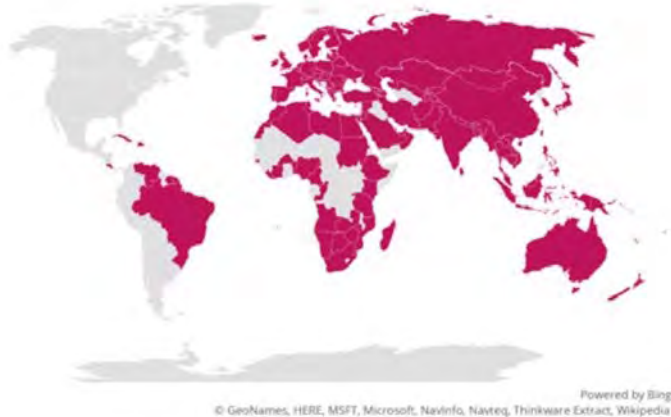 Powered by Bing
© GeoNames, HERE, MSFT, Microsoft, NavInfo, Navteq, Thinkware Extract, Wikipedia